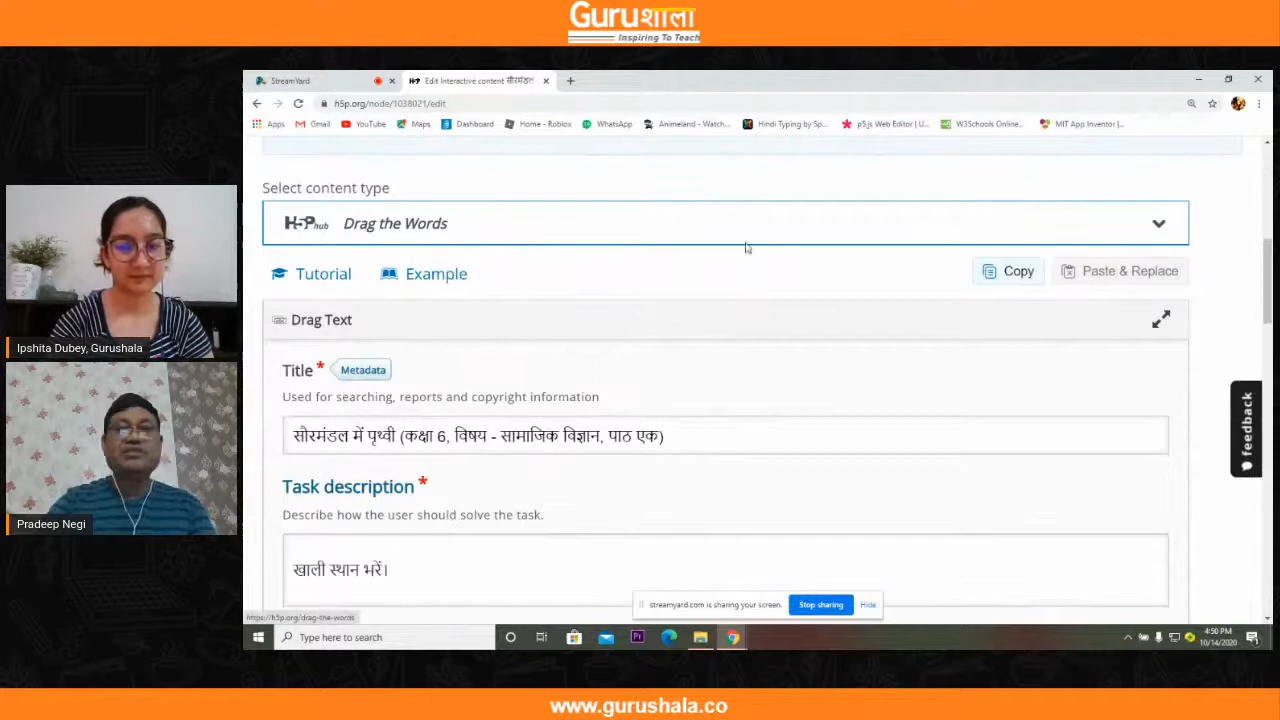 Guruशाला
Inspiring To Teach
StreamYard
H5P Edit Interactive content सौरमंडल
h5p.org/node/1038021/edit
Apps Gmail YouTube Maps Dashboard Home - Roblox WhatsApp Animeland - Watch... Hindi Typing by Sp... p5.js Web Editor | U... W3Schools Online... MIT App Inventor |...
Select content type
H5P hub Drag the Words
Tutorial Example Copy Paste & Replace
Drag Text
Title * Metadata
Used for searching, reports and copyright information
सौरमंडल में पृथ्वी (कक्षा 6, विषय - सामाजिक विज्ञान, पाठ एक)
Task description *
Describe how the user should solve the task.
खाली स्थान भरें।
feedback
Ipshita Dubey, Gurushala
Pradeep Negi
streamyard.com is sharing your screen. Stop sharing Hide
https://h5p.org/drag-the-words
Type here to search
Pr
4:50 PM
10/14/2020
www.gurushala.co